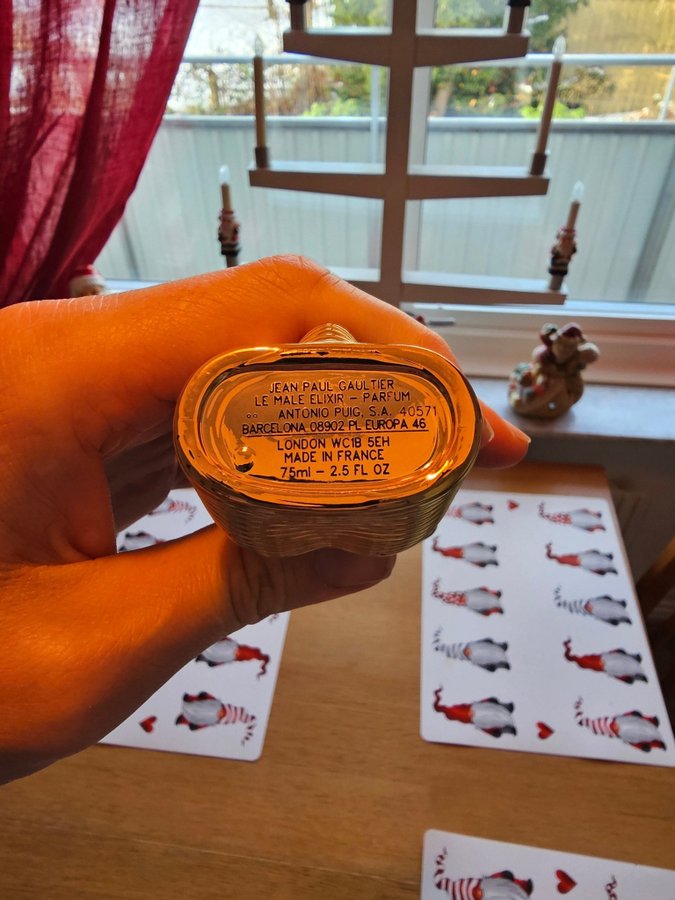 JEAN PAUL GAULTIER
LE MALE ELIXIR – PARFUM
ANTONIO PUIG, S.A. 40571
BARCELONA 08902 PL EUROPA 46
LONDON WC1B 5EH
MADE IN FRANCE
75ml – 2.5 FL OZ